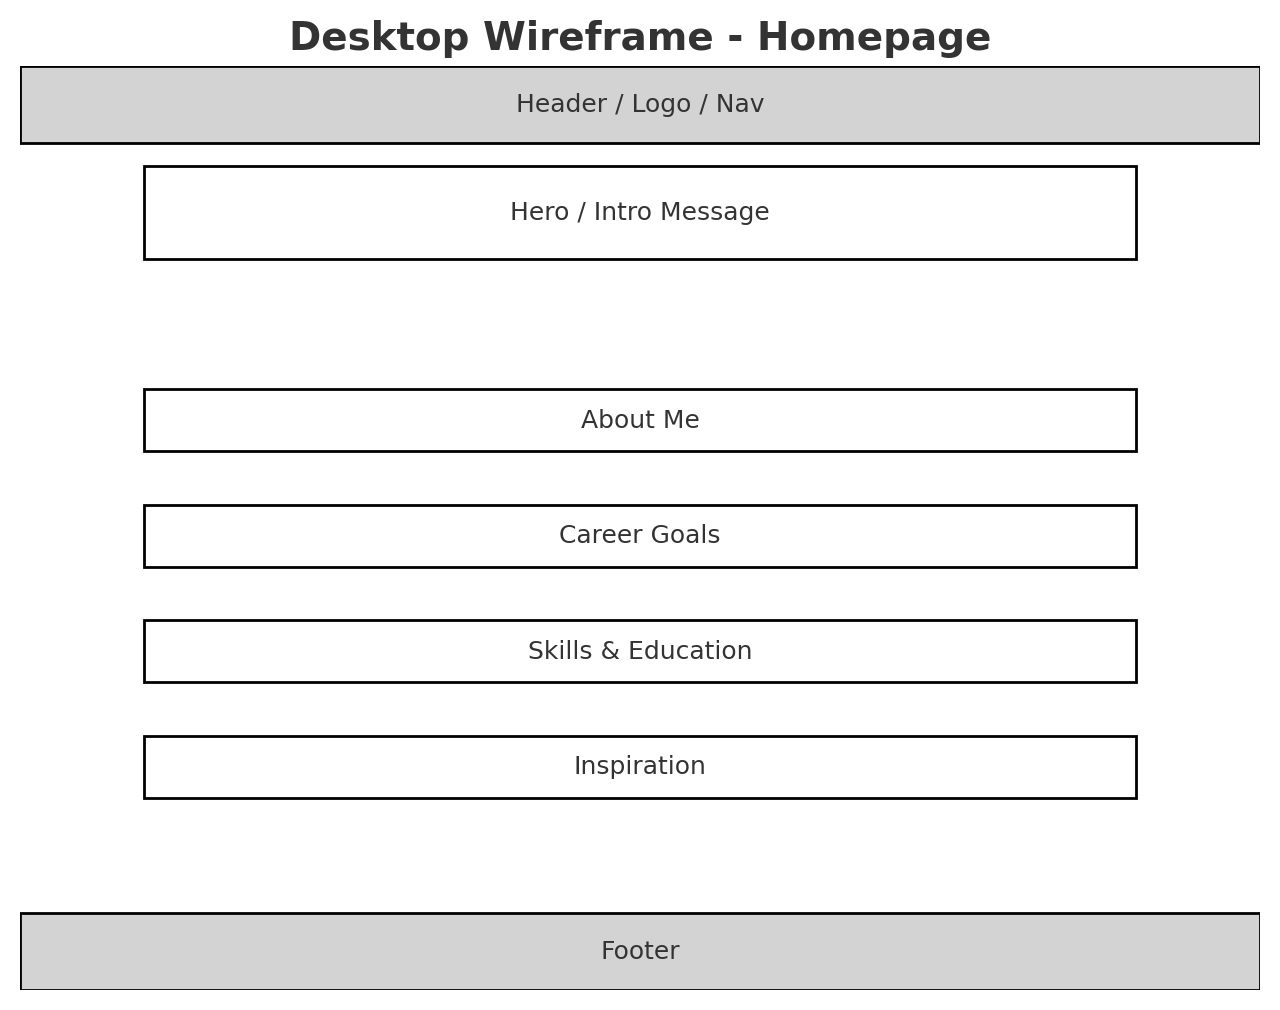 Desktop Wireframe - Homepage
Header / Logo / Nav
Hero / Intro Message
About Me
Career Goals
Skills & Education
Inspiration
Footer